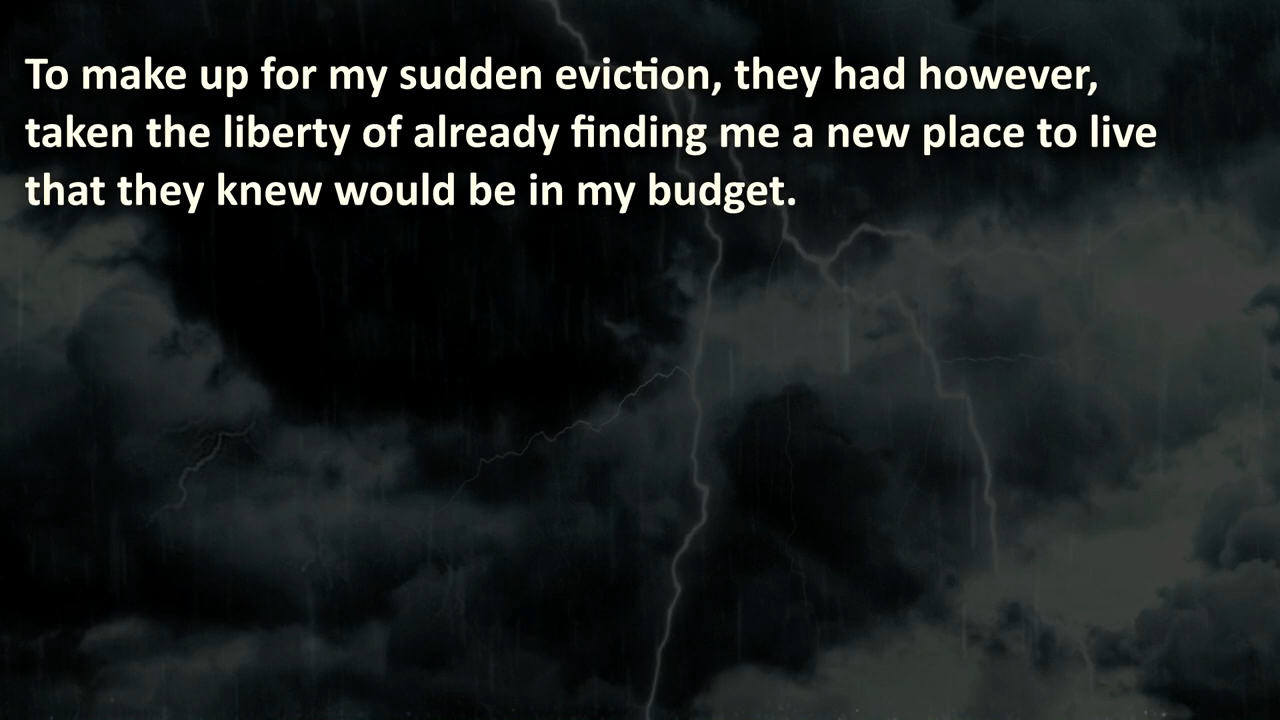 To make up for my sudden eviction, they had however,
taken the liberty of already finding me a new place to live
that they knew would be in my budget.